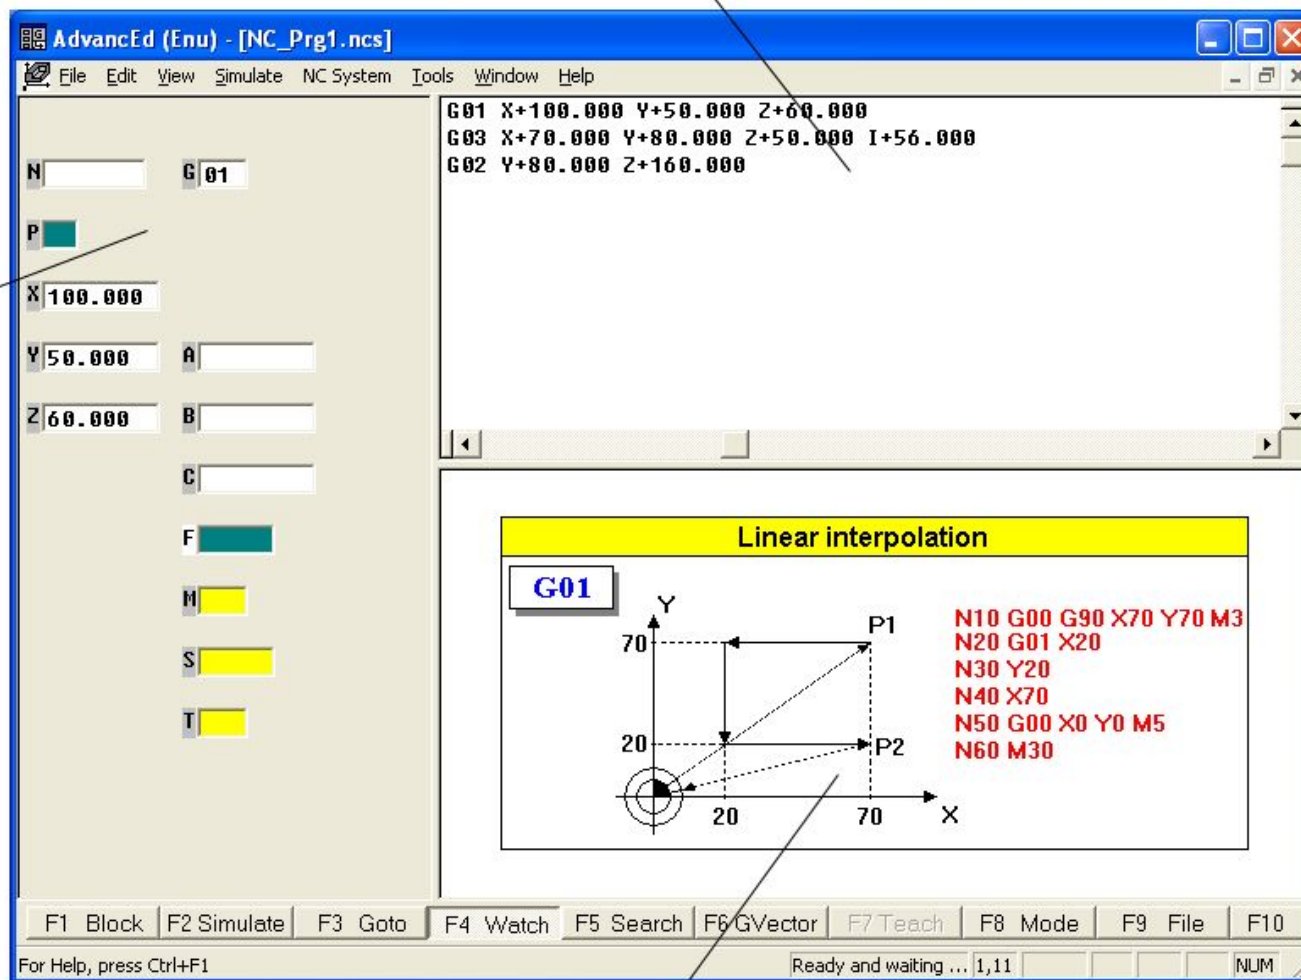 AdvancEd (Enu) - [NC_Prg1.ncs]
File Edit View Simulate NC System Tools Window Help
N G 01
P
X 100.000
Y 50.000 A
Z 60.000 B
C
F
M
S
T
G01 X+100.000 Y+50.000 Z+60.000
G03 X+70.000 Y+80.000 Z+50.000 I+56.000
G02 Y+80.000 Z+160.000
Linear interpolation
G01
Y
70
P1
20
P2
20 70 X
N10 G00 G90 X70 Y70 M3
N20 G01 X20
N30 Y20
N40 X70
N50 G00 X0 Y0 M5
N60 M30
F1 Block F2 Simulate F3 Goto F4 Watch F5 Search F6 GVector F7 Teach F8 Mode F9 File F10
For Help, press Ctrl+F1 Ready and waiting ... 1,11 NUM